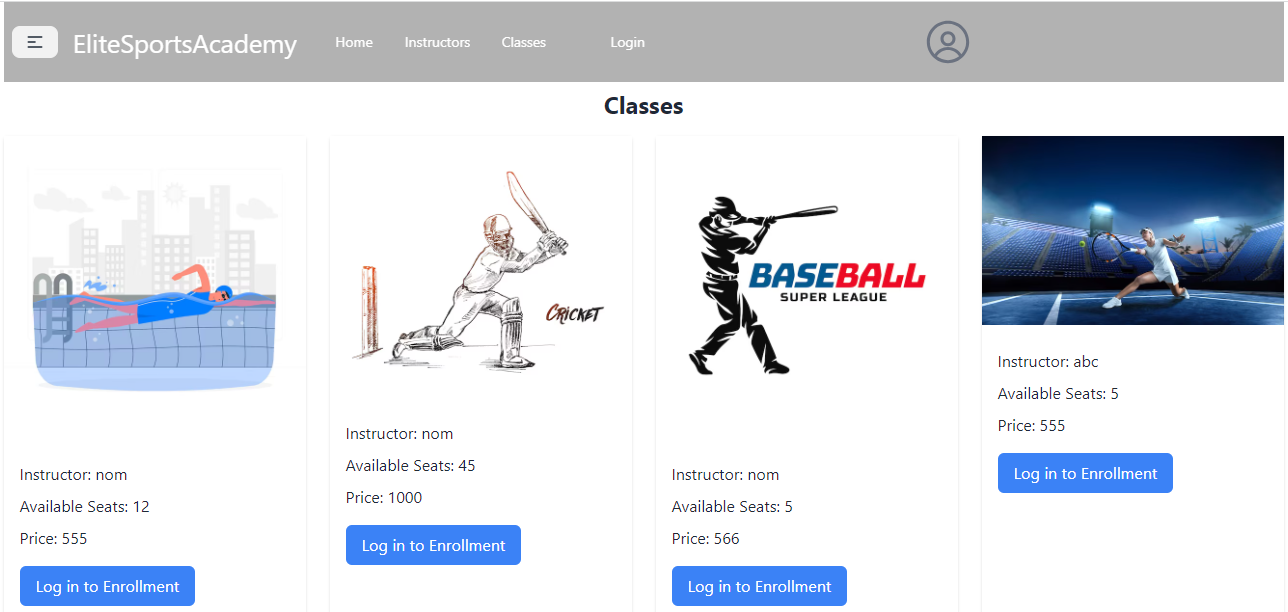 EliteSportsAcademy Home Instructors Classes Login
Classes
CRICKET
BASEBALL
SUPER LEAGUE
Instructor: nom
Available Seats: 12
Price: 555
Log in to Enrollment
Instructor: nom
Available Seats: 45
Price: 1000
Log in to Enrollment
Instructor: nom
Available Seats: 5
Price: 566
Log in to Enrollment
Instructor: abc
Available Seats: 5
Price: 555
Log in to Enrollment